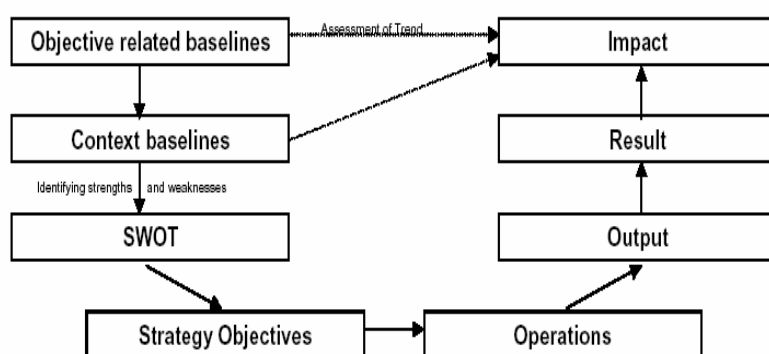 Objective related baselines
Assessment of Trend
Impact
Context baselines
Result
Identifying strengths and weaknesses
SWOT
Output
Strategy Objectives
Operations